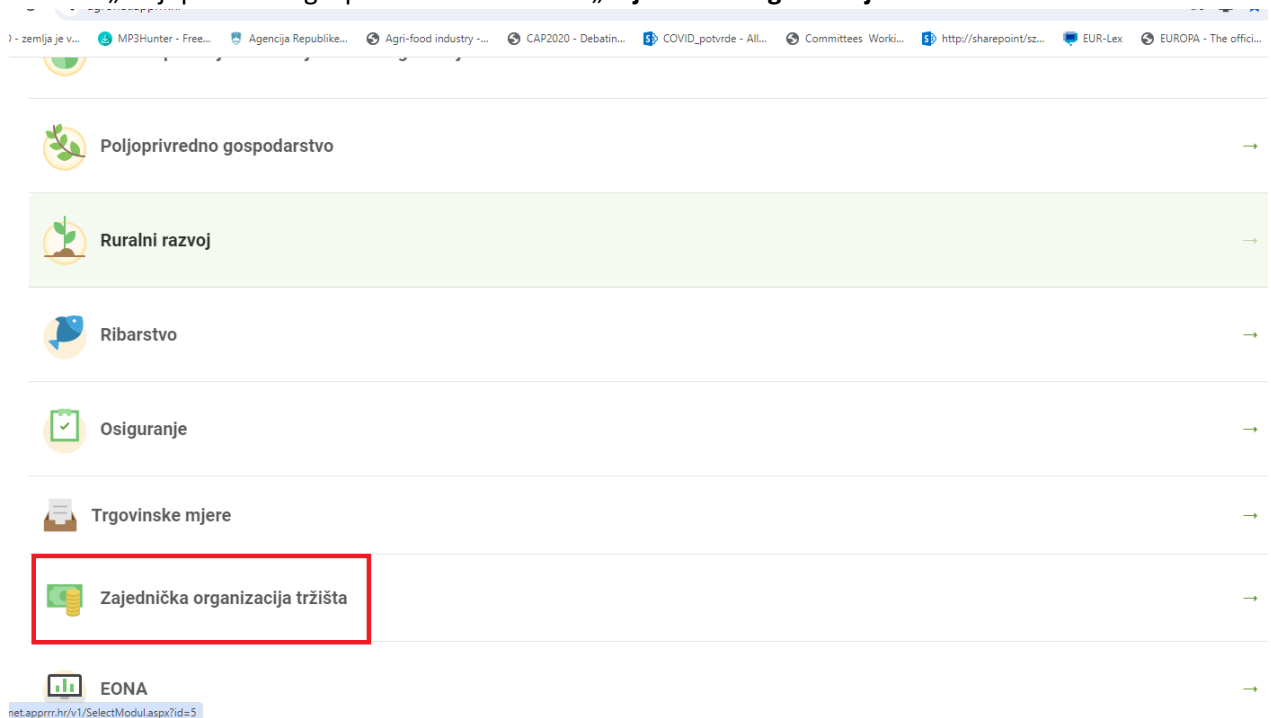 - zemlja je v... MP3Hunter - Free... Agencija Republike... Agri-food industry -... CAP2020 - Debatin... COVID_potvrde - All... Committees Worki... http://sharepoint/sz... EUR-Lex EUROPA - The offici...
Poljoprivredno gospodarstvo →
Ruralni razvoj →
Ribarstvo →
Osiguranje →
Trgovinske mjere →
Zajednička organizacija tržišta →
EONA →
net.apprrr.hr/v1/SelectModul.aspx?id=5